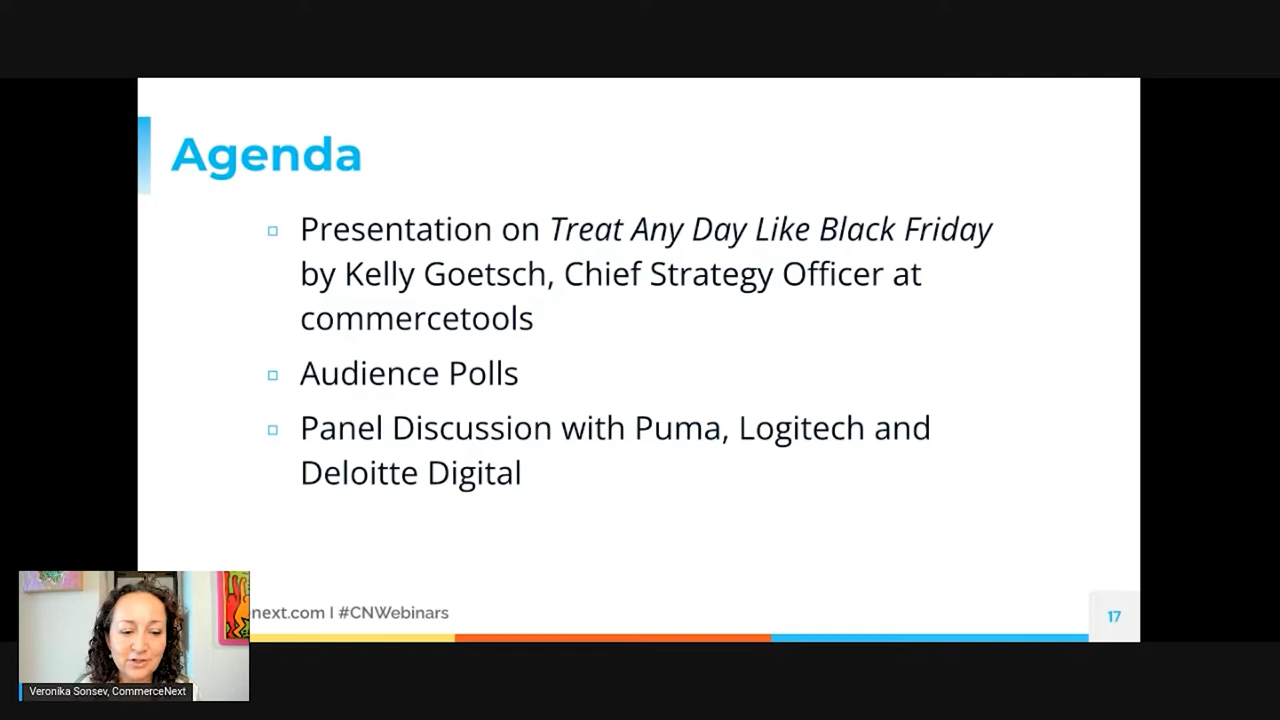 Agenda
Presentation on Treat Any Day Like Black Friday
by Kelly Goetsch, Chief Strategy Officer at
commercetools
Audience Polls
Panel Discussion with Puma, Logitech and
Deloitte Digital
next.com I #CNWebinars
17
Veronika Sonsev, CommerceNext